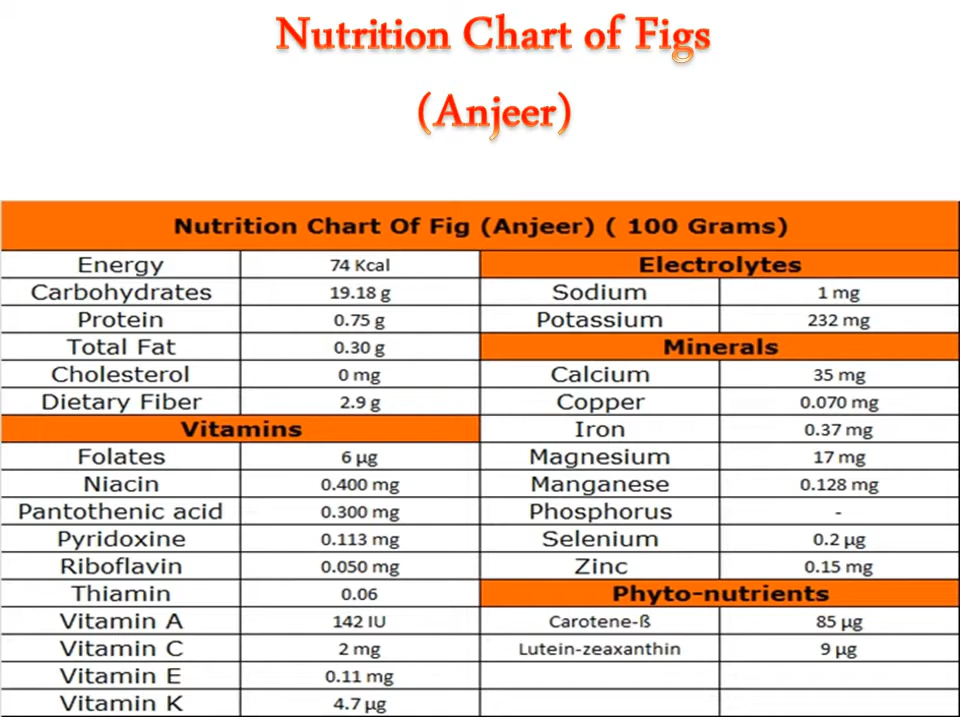 Nutrition Chart of Figs
(Anjeer)
Nutrition Chart Of Fig (Anjeer) ( 100 Grams)
Energy 74 Kcal Electrolytes
Carbohydrates 19.18 g Sodium 1 mg
Protein 0.75 g Potassium 232 mg
Total Fat 0.30 g Minerals
Cholesterol 0 mg Calcium 35 mg
Dietary Fiber 2.9 g Copper 0.070 mg
Vitamins Iron 0.37 mg
Folates 6 µg Magnesium 17 mg
Niacin 0.400 mg Manganese 0.128 mg
Pantothenic acid 0.300 mg Phosphorus -
Pyridoxine 0.113 mg Selenium 0.2 µg
Riboflavin 0.050 mg Zinc 0.15 mg
Thiamin 0.06 Phyto-nutrients
Vitamin A 142 IU Carotene-ß 85 µg
Vitamin C 2 mg Lutein-zeaxanthin 9 µg
Vitamin E 0.11 mg
Vitamin K 4.7 µg